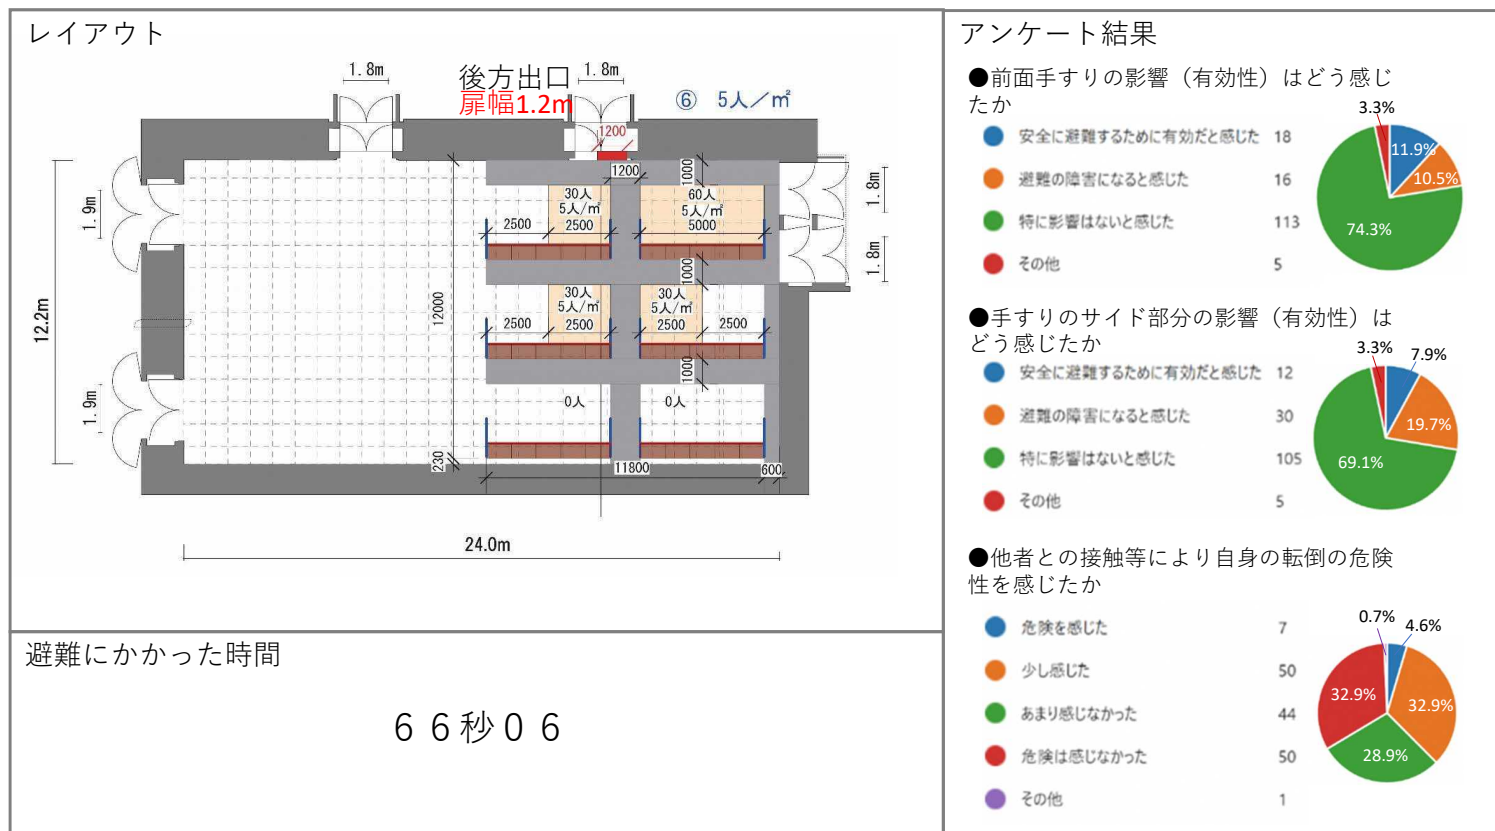 レイアウト
1.8m
後方出口
扉幅1.2m
1.8m
⑥ 5人/㎡
1200
1200
1000
30人
5人/㎡
60人
5人/㎡
2500
2500
5000
1.9m
1.8m
1.8m
1000
30人
5人/㎡
30人
5人/㎡
12.2m
12000
2500
2500
2500
2500
1000
1.9m
0人
0人
230
11800
600
24.0m
避難にかかった時間
66秒06
アンケート結果
●前面手すりの影響（有効性）はどう感じ
たか
安全に避難するために有効だと感じた 18
避難の障害になると感じた 16
特に影響はないと感じた 113
その他 5
3.3%
11.9%
10.5%
74.3%
●手すりのサイド部分の影響（有効性）は
どう感じたか
安全に避難するために有効だと感じた 12
避難の障害になると感じた 30
特に影響はないと感じた 105
その他 5
3.3%
7.9%
19.7%
69.1%
●他者との接触等により自身の転倒の危険
性を感じたか
危険を感じた 7
少し感じた 50
あまり感じなかった 44
危険は感じなかった 50
その他 1
0.7%
4.6%
32.9%
32.9%
28.9%